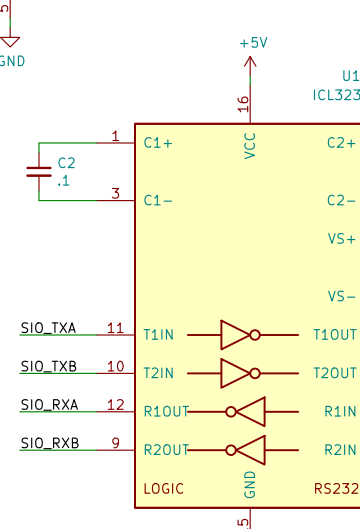 5
GND
+5V
U1
ICL323
16
VCC
1
C1+
C2+
C2
.1
3
C1-
C2-
VS+
VS-
SIO_TXA
11
T1IN
T1OUT
SIO_TXB
10
T2IN
T2OUT
SIO_RXA
12
R1OUT
R1IN
SIO_RXB
9
R2OUT
R2IN
LOGIC
GND
RS232
5